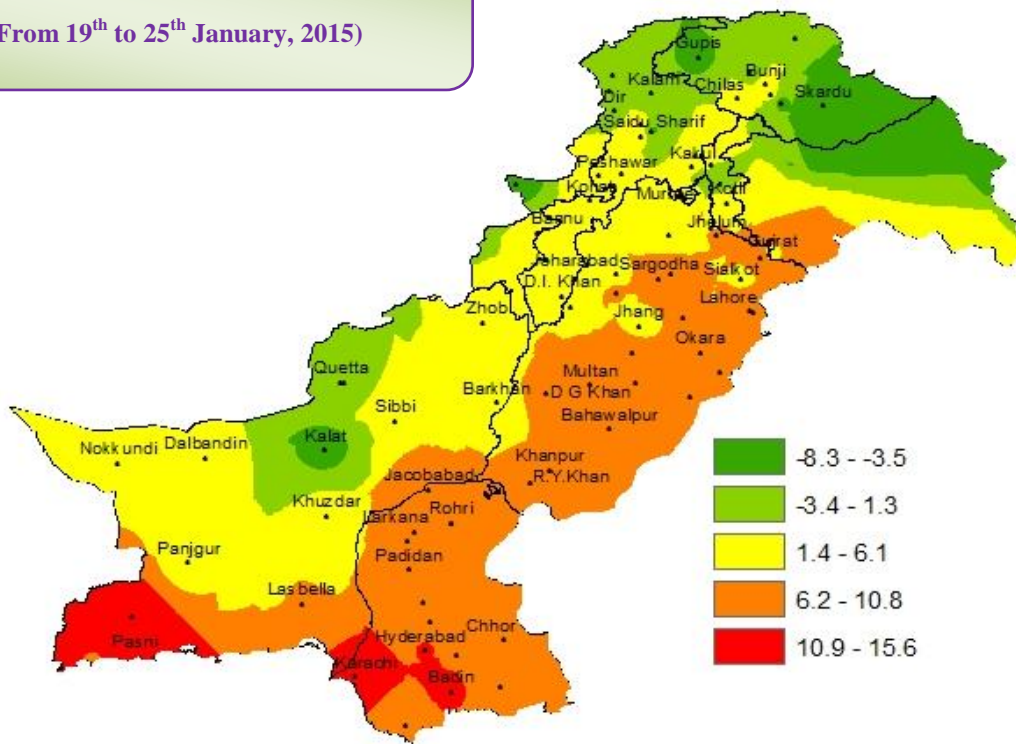 From 19th to 25th January, 2015)
Gupis
Kalam
Chilas
Bunji
Skardu
Dir
Saidu Sharif
Peshawar
Kakul
Kohat
Murree
Kotli
Bannu
Jhelum
Gujrat
Sargodha
Sialkot
D.I. Khan
Lahore
Zhob
Jhang
Okara
Quetta
Multan
Barkhan
D G Khan
Sibbi
Bahawalpur
Nokkundi
Dalbandin
Kalat
Khanpur
Jacobabad
R.Y.Khan
Khuzdar
Larkana
Rohri
Panjgur
Padidan
Lasbella
Pasni
Hyderabad
Chhor
Karachi
Badin
-8.3 - -3.5
-3.4 - 1.3
1.4 - 6.1
6.2 - 10.8
10.9 - 15.6